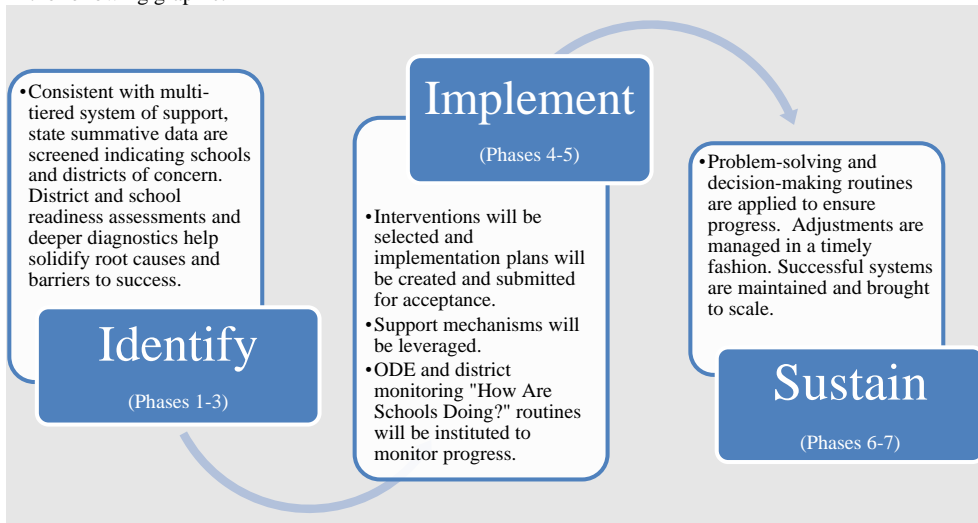 •Consistent with multi-
tiered system of support,
state summative data are
screened indicating schools
and districts of concern.
District and school
readiness assessments and
deeper diagnostics help
solidify root causes and
barriers to success.
Identify
(Phases 1-3)
Implement
(Phases 4-5)
•Interventions will be
selected and
implementation plans will
be created and submitted
for acceptance.
•Support mechanisms will
be leveraged.
•ODE and district
monitoring "How Are
Schools Doing?" routines
will be instituted to
monitor progress.
•Problem-solving and
decision-making routines
are applied to ensure
progress.  Adjustments are
managed in a timely
fashion. Successful systems
are maintained and brought
to scale.
Sustain
(Phases 6-7)